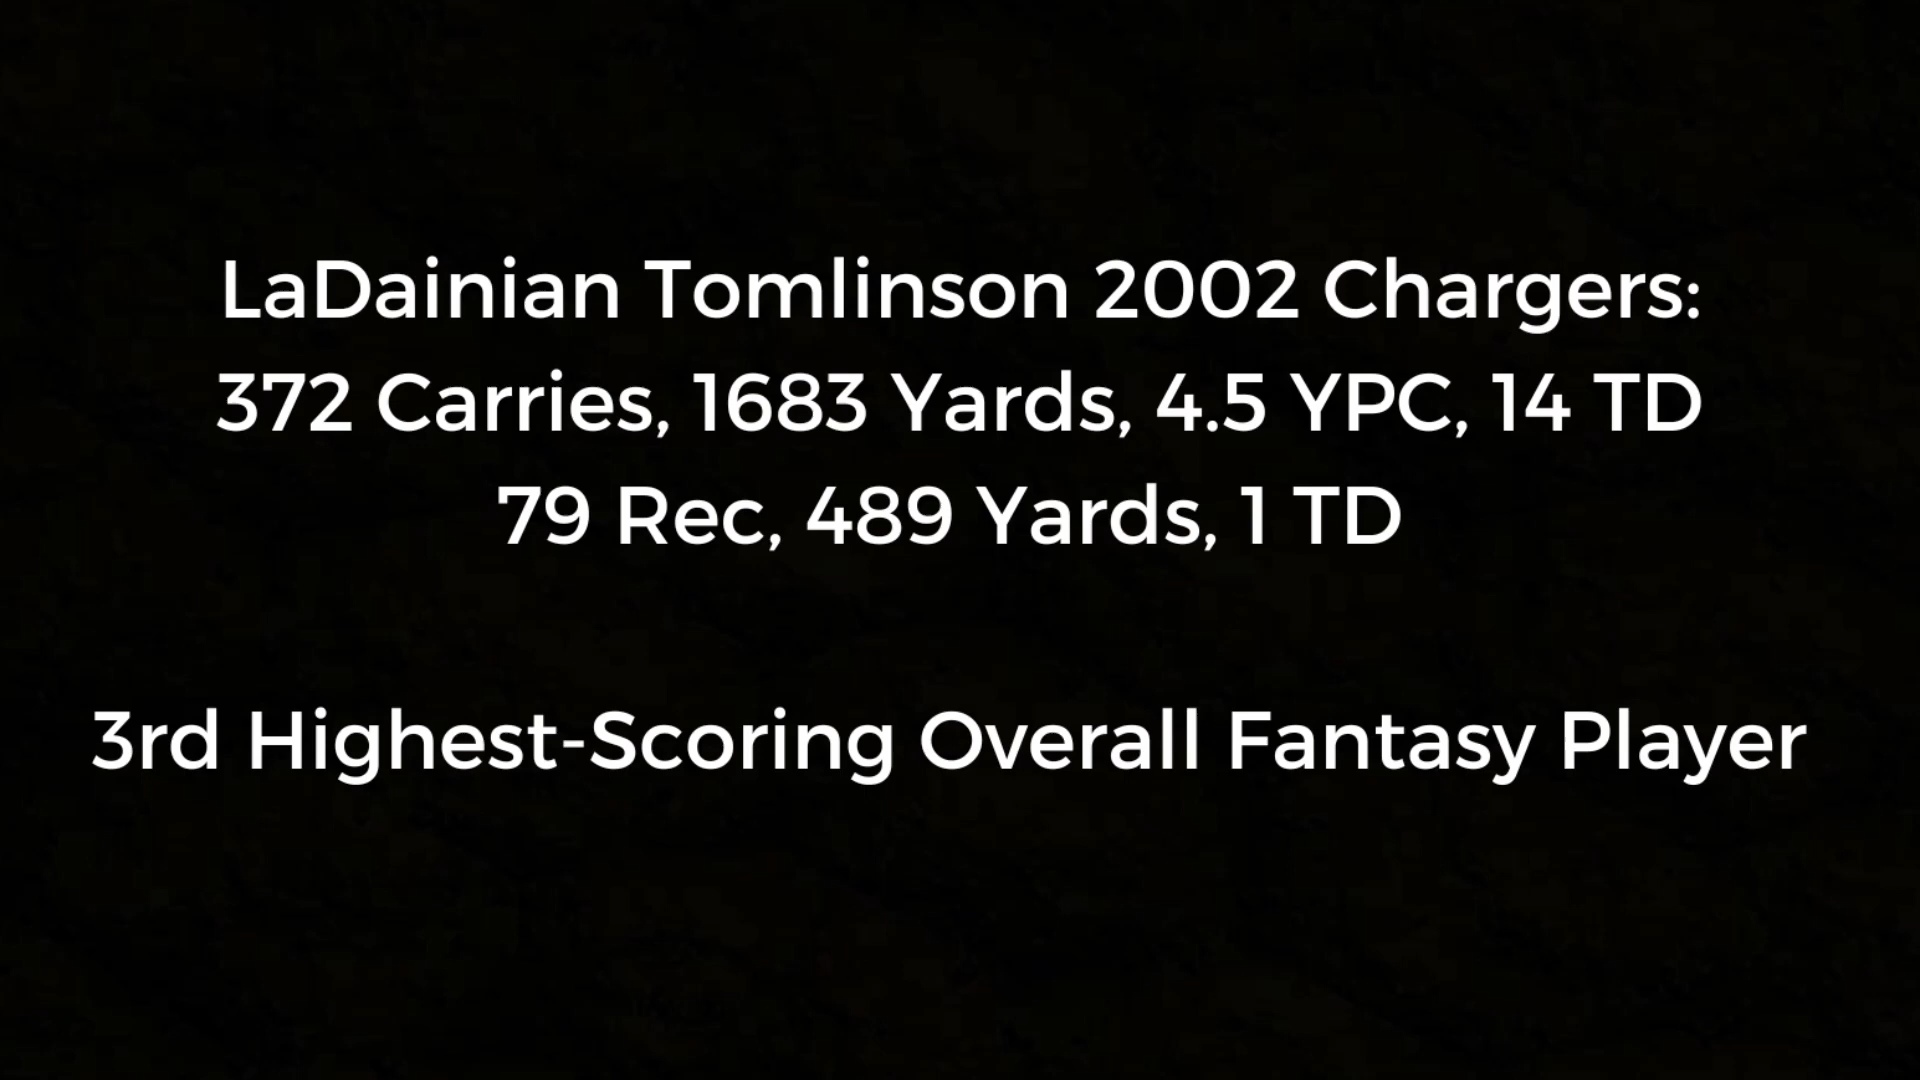 LaDainian Tomlinson 2002 Chargers:
372 Carries, 1683 Yards, 4.5 YPC, 14 TD
79 Rec, 489 Yards, 1 TD
3rd Highest-Scoring Overall Fantasy Player